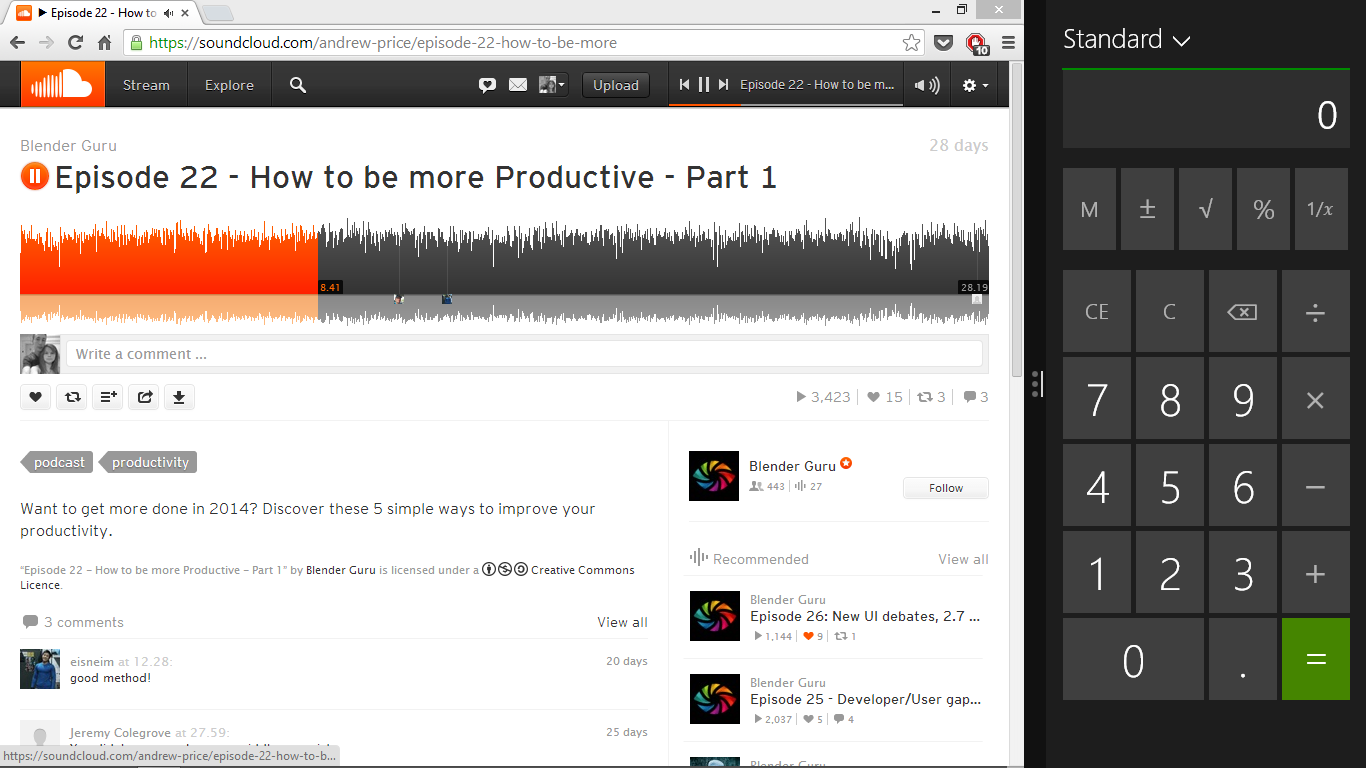 Episode 22 - How to
https://soundcloud.com/andrew-price/episode-22-how-to-be-more
10
Stream Explore Upload Episode 22 - How to be m...
Blender Guru 28 days
Episode 22 - How to be more Productive - Part 1
8.41 28.19
Write a comment ...
3,423 15 3 3
podcast productivity
Want to get more done in 2014? Discover these 5 simple ways to improve your
productivity.
"Episode 22 – How to be more Productive – Part 1" by Blender Guru is licensed under a Creative Commons
Licence.
3 comments View all
eisneim at 12.28: 20 days
good method!
Jeremy Colegrove at 27.59: 25 days
https://soundcloud.com/andrew-price/episode-22-how-to-b...
Blender Guru
443 27
Follow
Recommended View all
Blender Guru
Episode 26: New UI debates, 2.7 ...
1,144 9 1
Blender Guru
Episode 25 - Developer/User gap...
2,037 5 4
Blender Guru
Standard
0
M ± √ % 1/x
CE C ÷
7 8 9 ×
4 5 6 −
1 2 3 +
0 . =